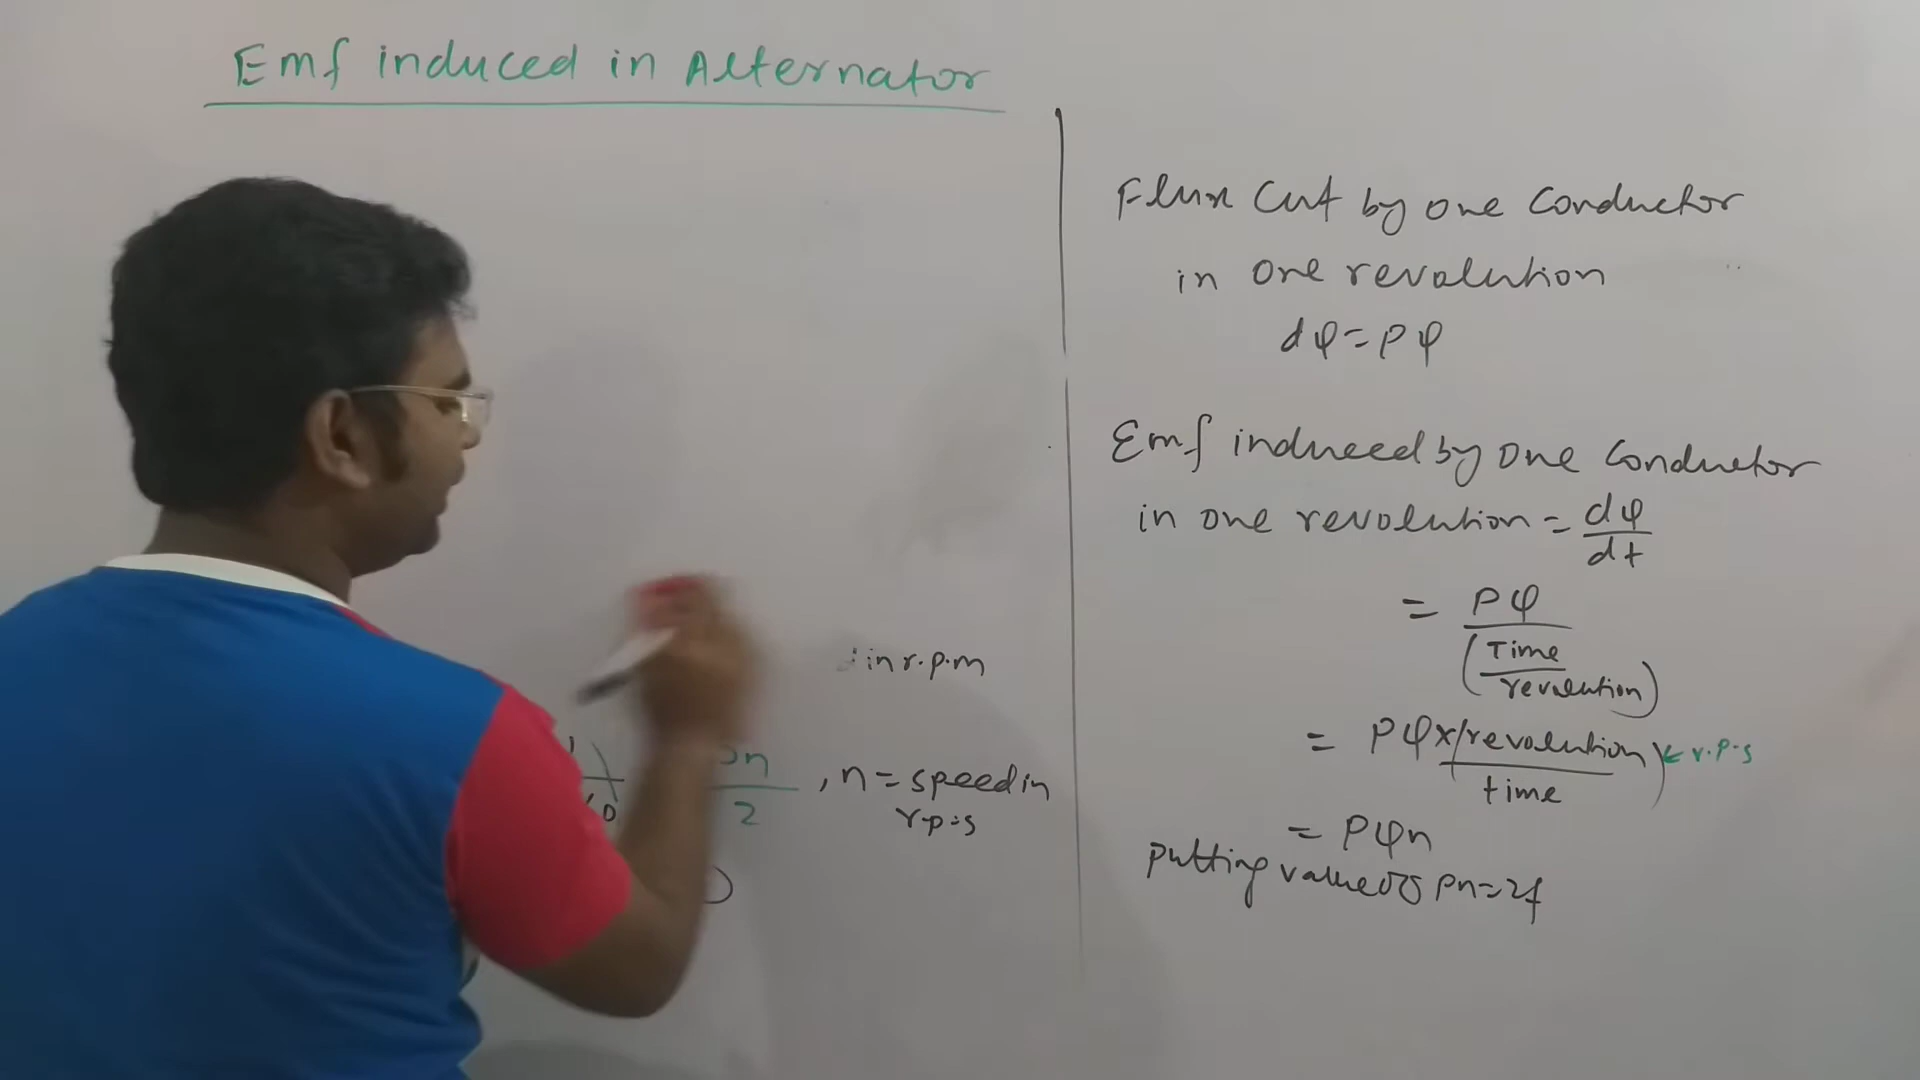 Emf induced in Alternator
in r.p.m
n
2
, n = speed in
r.p.s
Flux Cut by one Conductor
in one revolution
dφ = Pφ
Emf induced by one Conductor
in one revolution = dφ
dt
= Pφ
(Time
revolution)
= Pφ x (revolution) ← r.p.s
time
= Pφn
putting value of Pn = 2f